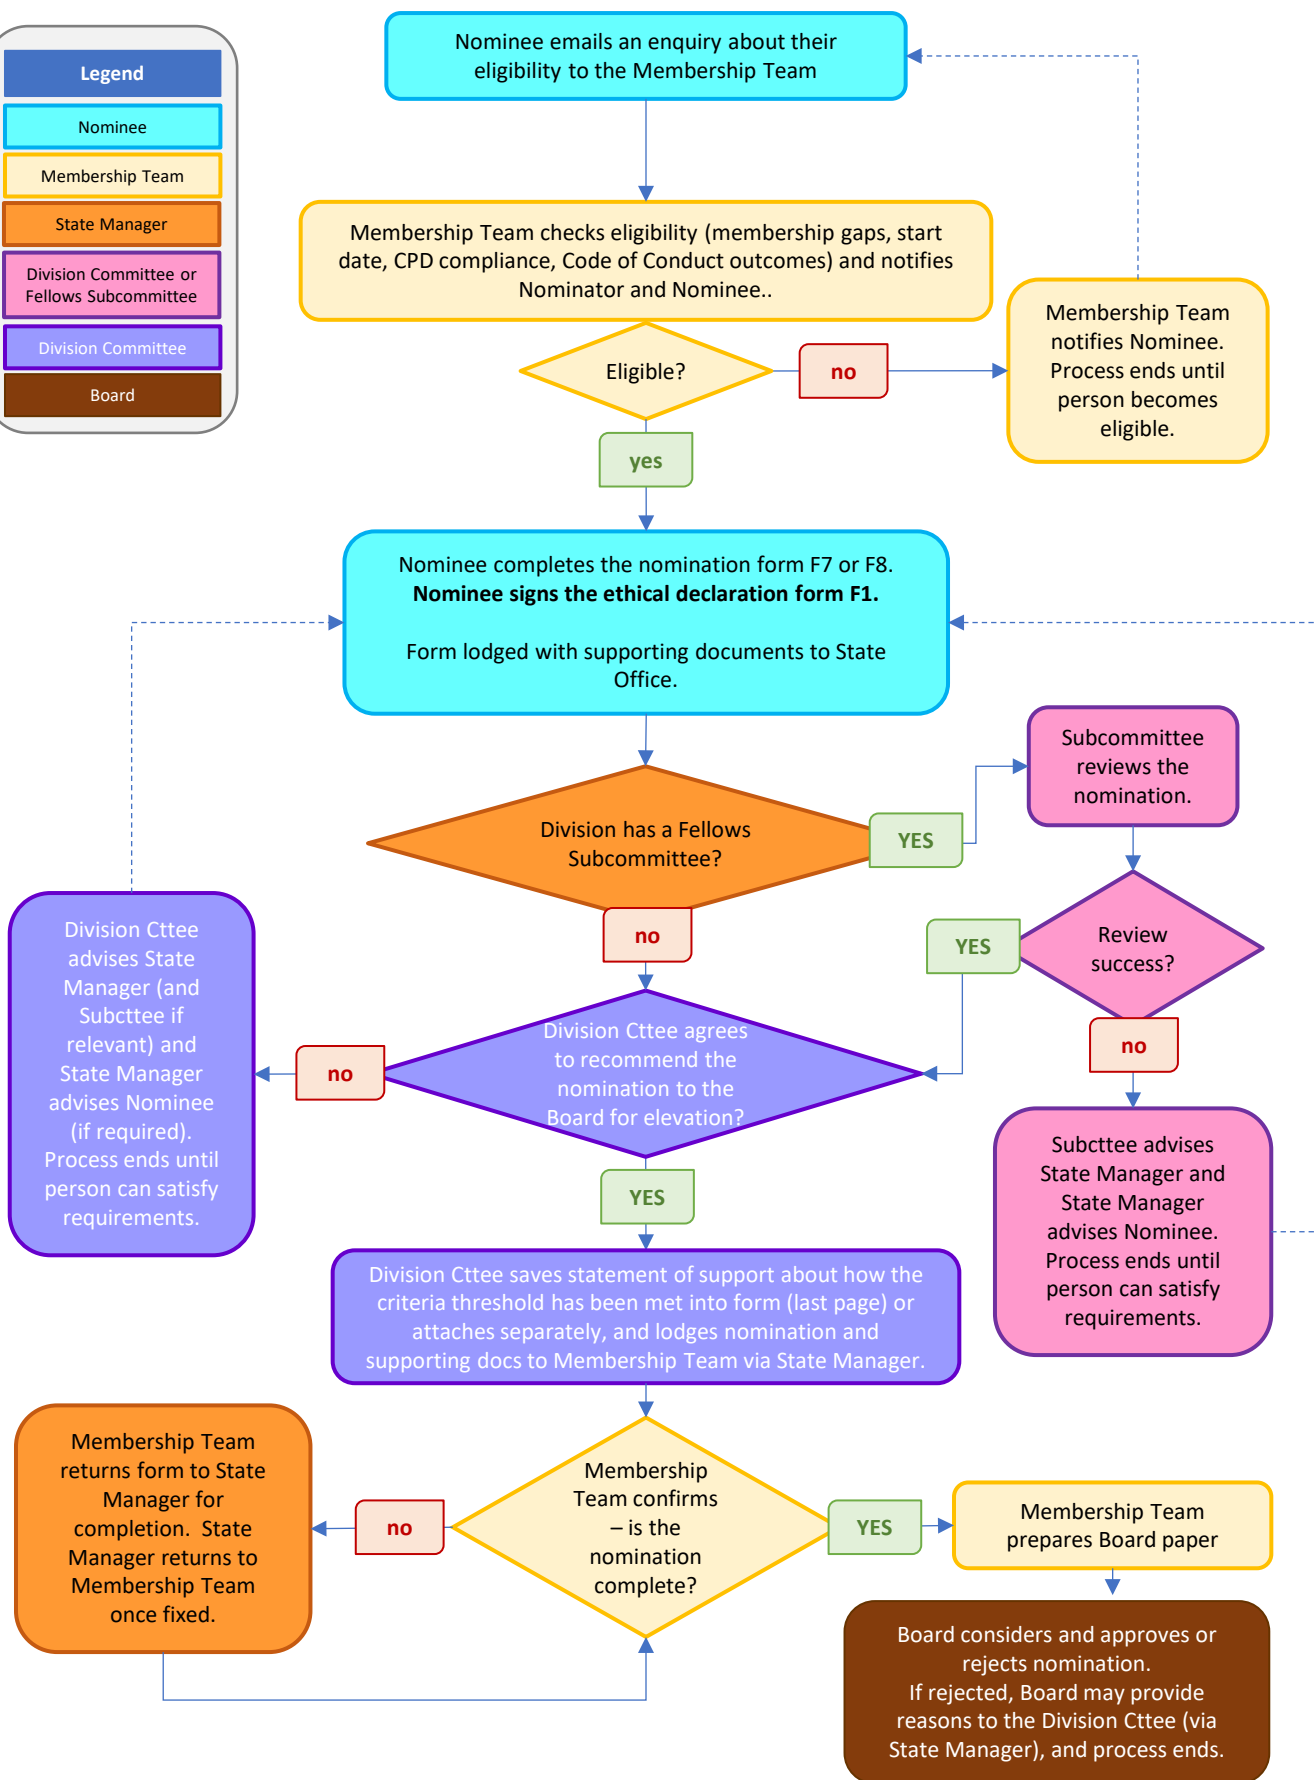 Legend
Nominee
Membership Team
State Manager
Division Committee or
Fellows Subcommittee
Division Committee
Board
Nominee emails an enquiry about their
eligibility to the Membership Team
Membership Team checks eligibility (membership gaps, start
date, CPD compliance, Code of Conduct outcomes) and notifies
Nominator and Nominee..
Eligible?
no
Membership Team
notifies Nominee.
Process ends until
person becomes
eligible.
yes
Nominee completes the nomination form F7 or F8.
Nominee signs the ethical declaration form F1.
Form lodged with supporting documents to State
Office.
Division has a Fellows
Subcommittee?
YES
Subcommittee
reviews the
nomination.
no
Review
success?
YES
no
Subcttee advises
State Manager and
State Manager
advises Nominee.
Process ends until
person can satisfy
requirements.
Division Cttee agrees
to recommend the
nomination to the
Board for elevation?
no
Division Cttee
advises State
Manager (and
Subcttee if
relevant) and
State Manager
advises Nominee
(if required).
Process ends until
person can satisfy
requirements.
YES
Division Cttee saves statement of support about how the
criteria threshold has been met into form (last page) or
attaches separately, and lodges nomination and
supporting docs to Membership Team via State Manager.
Membership
Team confirms
– is the
nomination
complete?
no
Membership Team
returns form to State
Manager for
completion.  State
Manager returns to
Membership Team
once fixed.
YES
Membership Team
prepares Board paper
Board considers and approves or
rejects nomination.
If rejected, Board may provide
reasons to the Division Cttee (via
State Manager), and process ends.